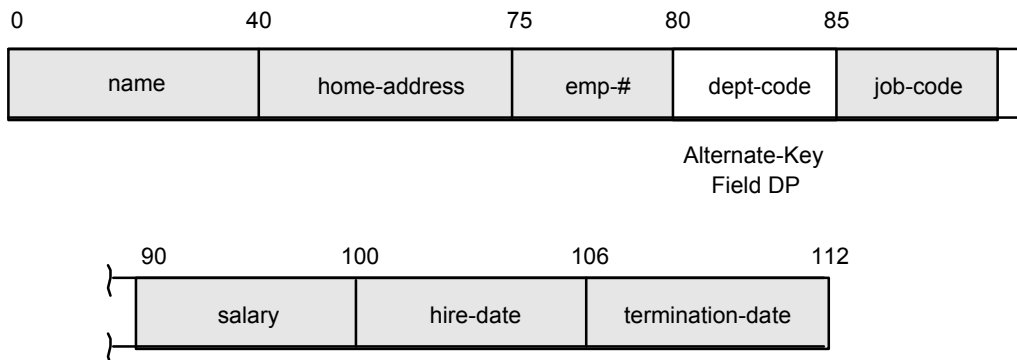 0 40 75 80 85
name home-address emp-# dept-code job-code
Alternate-Key
Field DP
90 100 106 112
salary hire-date termination-date